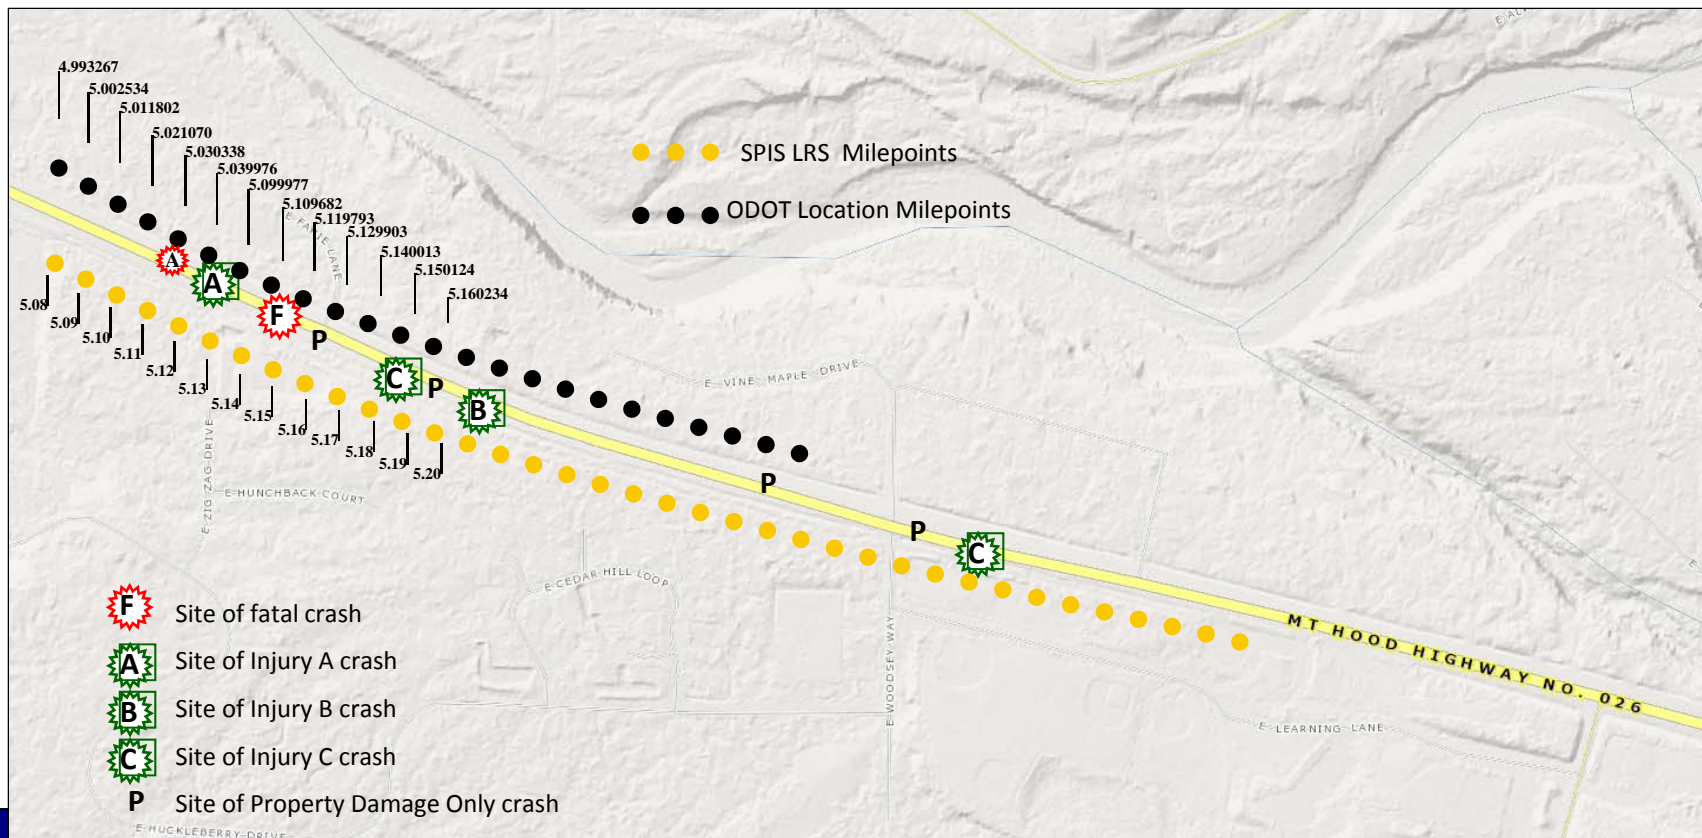 E AL
4.993267
5.002534
5.011802
5.021070
5.030338
5.039976
5.099977
5.109682
5.119793
5.129903
5.140013
5.150124
5.160234
SPIS LRS Milepoints
ODOT Location Milepoints
LANE
A
A
F
P
C
P
B
P
P
C
5.08
5.09
5.10
5.11
5.12
5.13
5.14
5.15
5.16
5.17
5.18
5.19
5.20
E VINE MAPLE DRIVE
E ZIG ZAG DRIVE
E HUNCHBACK COURT
E CEDAR HILL LOOP
E WOODSEY WAY
MT HOOD HIGHWAY NO. 026
E LEARNING LANE
F Site of fatal crash
A Site of Injury A crash
B Site of Injury B crash
C Site of Injury C crash
P Site of Property Damage Only crash
E HUCKLEBERRY DRIVE